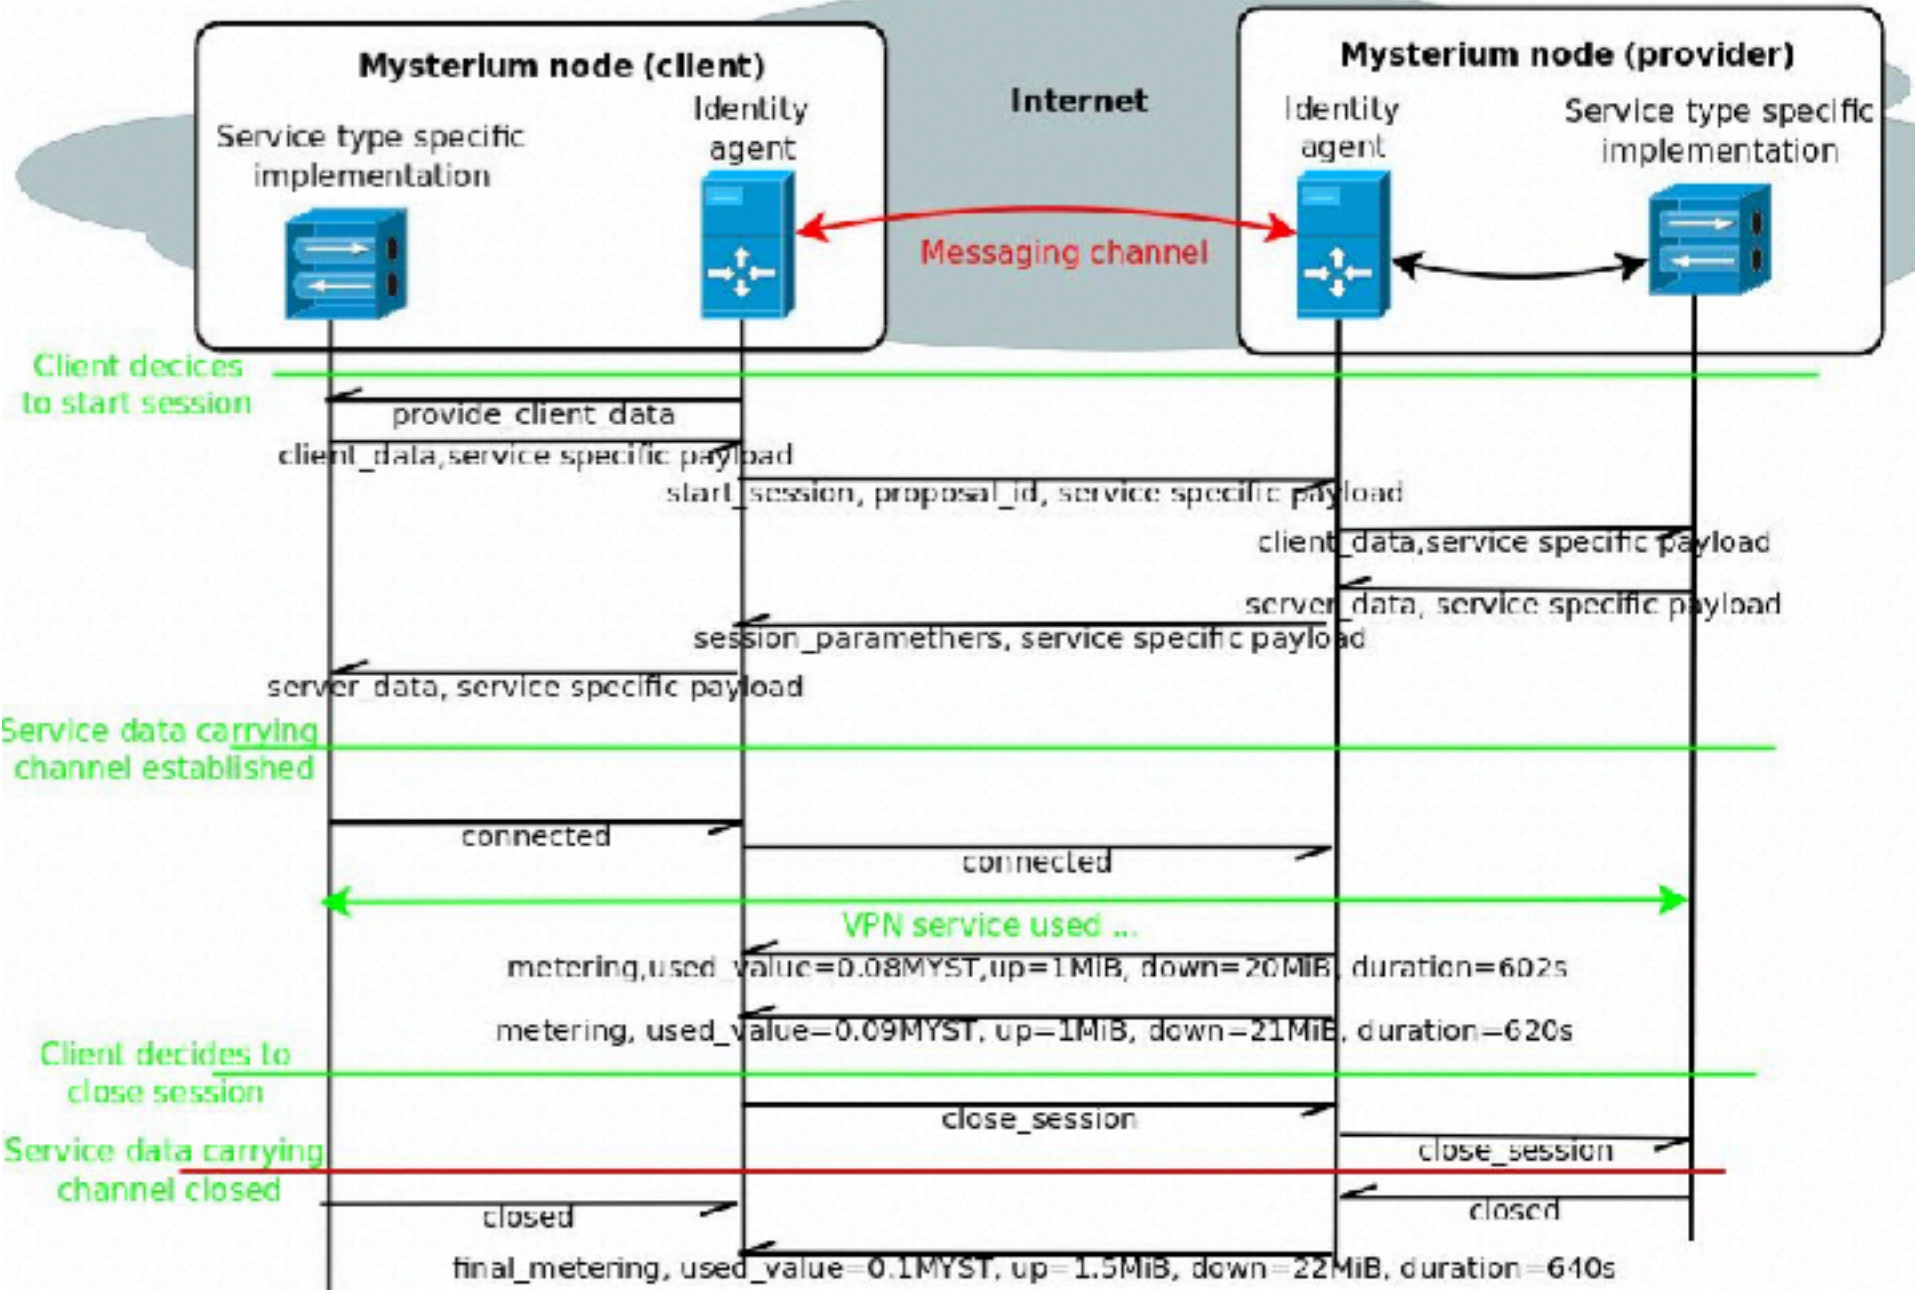 Mysterium node (client)
Identity
agent
Service type specific
implementation
Internet
Messaging channel
Mysterium node (provider)
Identity
agent
Service type specific
implementation
Client decices
to start session
provide_client_data
client_data,service specific payload
start_session, proposal_id, service specific payload
client_data,service specific payload
server_data, service specific payload
session_paramethers, service specific payload
server_data, service specific payload
Service data carrying
channel established
connected
connected
VPN service used ...
metering,used_value=0.08MYST,up=1MiB, down=20MiB, duration=602s
metering, used_value=0.09MYST, up=1MiB, down=21MiB, duration=620s
Client decides to
close session
close_session
close_session
Service data carrying
channel closed
closed
closed
final_metering, used_value=0.1MYST, up=1.5MiB, down=22MiB, duration=640s